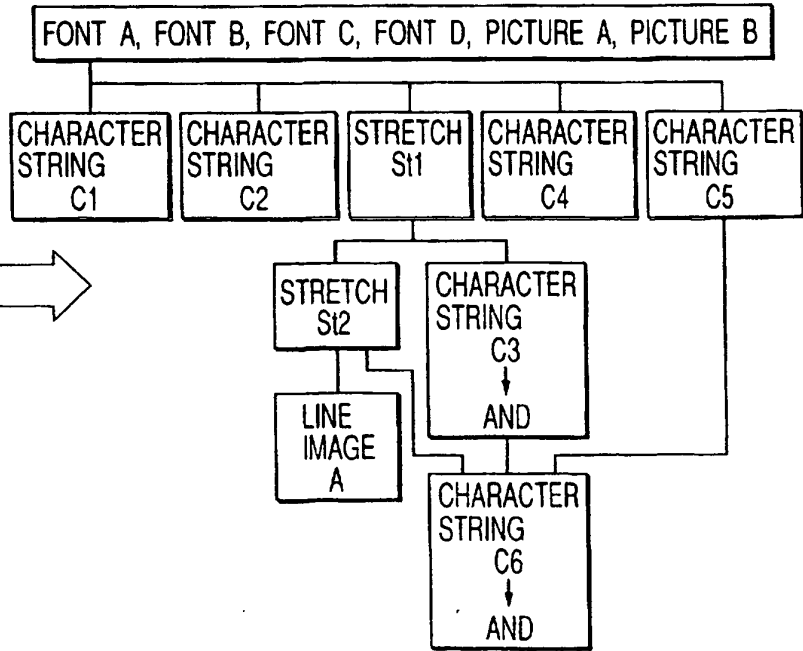 FONT A, FONT B, FONT C, FONT D, PICTURE A, PICTURE B
CHARACTER
STRING
C1
CHARACTER
STRING
C2
STRETCH
St1
CHARACTER
STRING
C4
CHARACTER
STRING
C5
STRETCH
St2
CHARACTER
STRING
C3
AND
LINE
IMAGE
A
CHARACTER
STRING
C6
AND